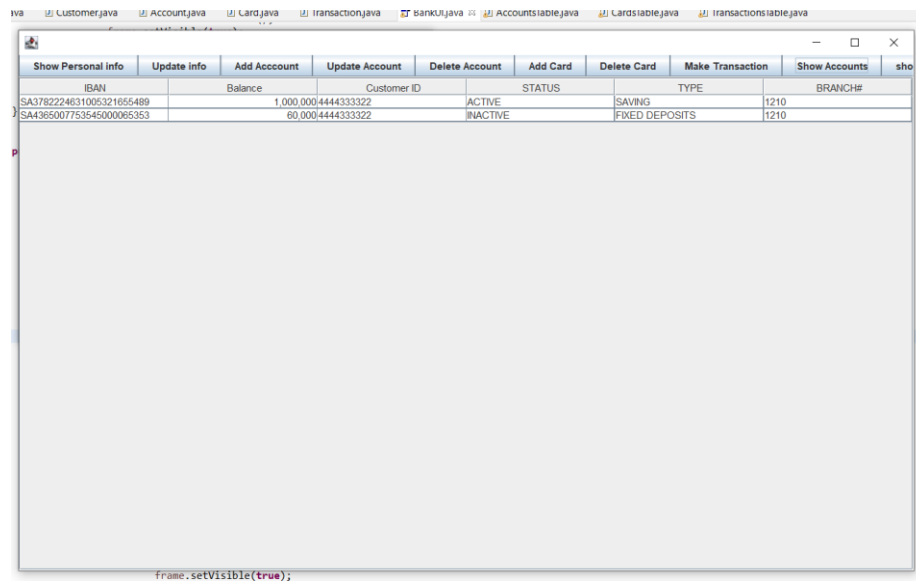 va Customer.java Account.java Card.java Transaction.java BankUI.java AccountsTable.java CardsTable.java TransactionsTable.java
Show Personal info Update info Add Acccount Update Account Delete Account Add Card Delete Card Make Transaction Show Accounts sho
IBAN Balance Customer ID STATUS TYPE BRANCH#
SA3782224631005321655489 1,000,000 4444333322 ACTIVE SAVING 1210
} SA4365007753545000065353 60,000 4444333322 INACTIVE FIXED DEPOSITS 1210
p
frame.setVisible(true);